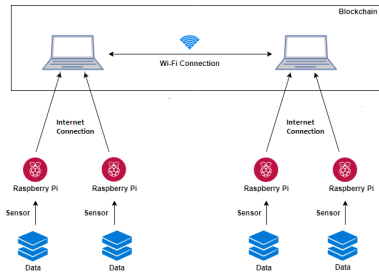 Blockchain
Wi-Fi Connection
Internet
Connection
Internet
Connection
Raspberry Pi
Raspberry Pi
Raspberry Pi
Raspberry Pi
Sensor
Sensor
Sensor
Sensor
Data
Data
Data
Data